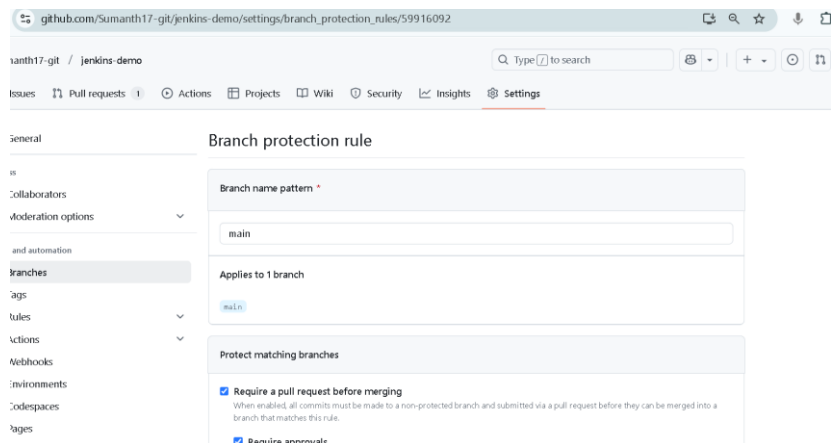 github.com/Sumanth17-git/jenkins-demo/settings/branch_protection_rules/59916092
nanth17-git / jenkins-demo
Type / to search
Issues Pull requests 1 Actions Projects Wiki Security Insights Settings
General
Collaborators
Moderation options
and automation
Branches
Tags
Rules
Actions
Webhooks
Environments
Codespaces
Pages
Branch protection rule
Branch name pattern *
main
Applies to 1 branch
main
Protect matching branches
Require a pull request before merging
When enabled, all commits must be made to a non-protected branch and submitted via a pull request before they can be merged into a
branch that matches this rule.
Require approvals